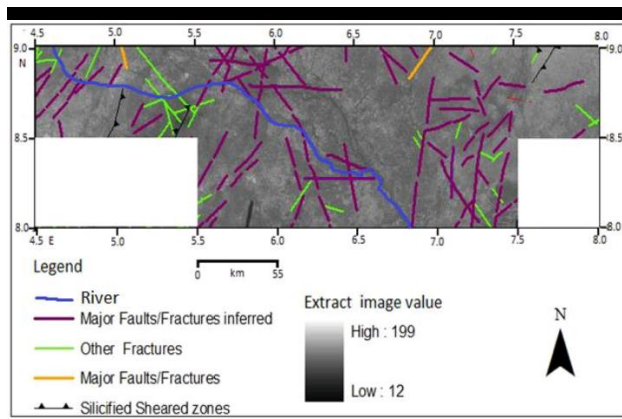 4.5 5.0 5.5 6.0 6.5 7.0 7.5 8.0
9.0 9.0
N
8.5 8.5
8.0 8.0
4.5 E 5.0 5.5 6.0 6.5 7.0 7.5 8.0
Legend
0 km 55
River
Major Faults/Fractures inferred
Other Fractures
Major Faults/Fractures
Silicified Sheared zones
Extract image value
High : 199
Low : 12
N